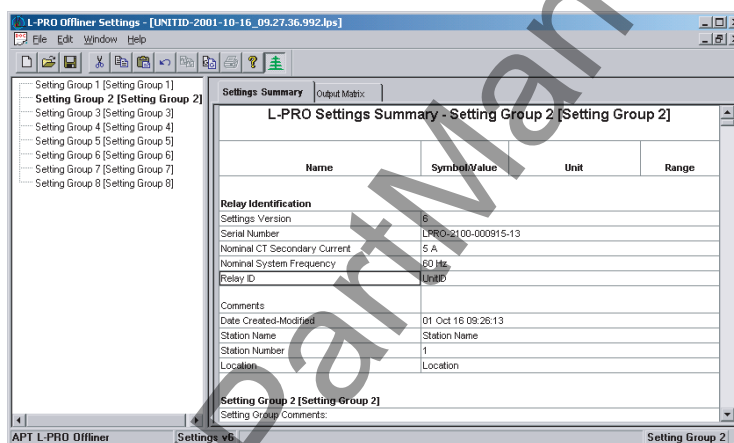 L-PRO Offliner Settings - [UNITID-2001-10-16_09.27.36.992.lps]
File Edit Window Help
Setting Group 1 [Setting Group 1]
Setting Group 2 [Setting Group 2]
Setting Group 3 [Setting Group 3]
Setting Group 4 [Setting Group 4]
Setting Group 5 [Setting Group 5]
Setting Group 6 [Setting Group 6]
Setting Group 7 [Setting Group 7]
Setting Group 8 [Setting Group 8]
Settings Summary Output Matrix
L-PRO Settings Summary - Setting Group 2 [Setting Group 2]
Name Symbol/Value Unit Range
Relay Identification
Settings Version 6
Serial Number LPRO-2100-000915-13
Nominal CT Secondary Current 5 A
Nominal System Frequency 60 Hz
Relay ID UnitID
Comments
Date Created-Modified 01 Oct 16 09:26:13
Station Name Station Name
Station Number 1
Location Location
Setting Group 2 [Setting Group 2]
Setting Group Comments:
APT L-PRO Offliner Settings v6 Setting Group 2